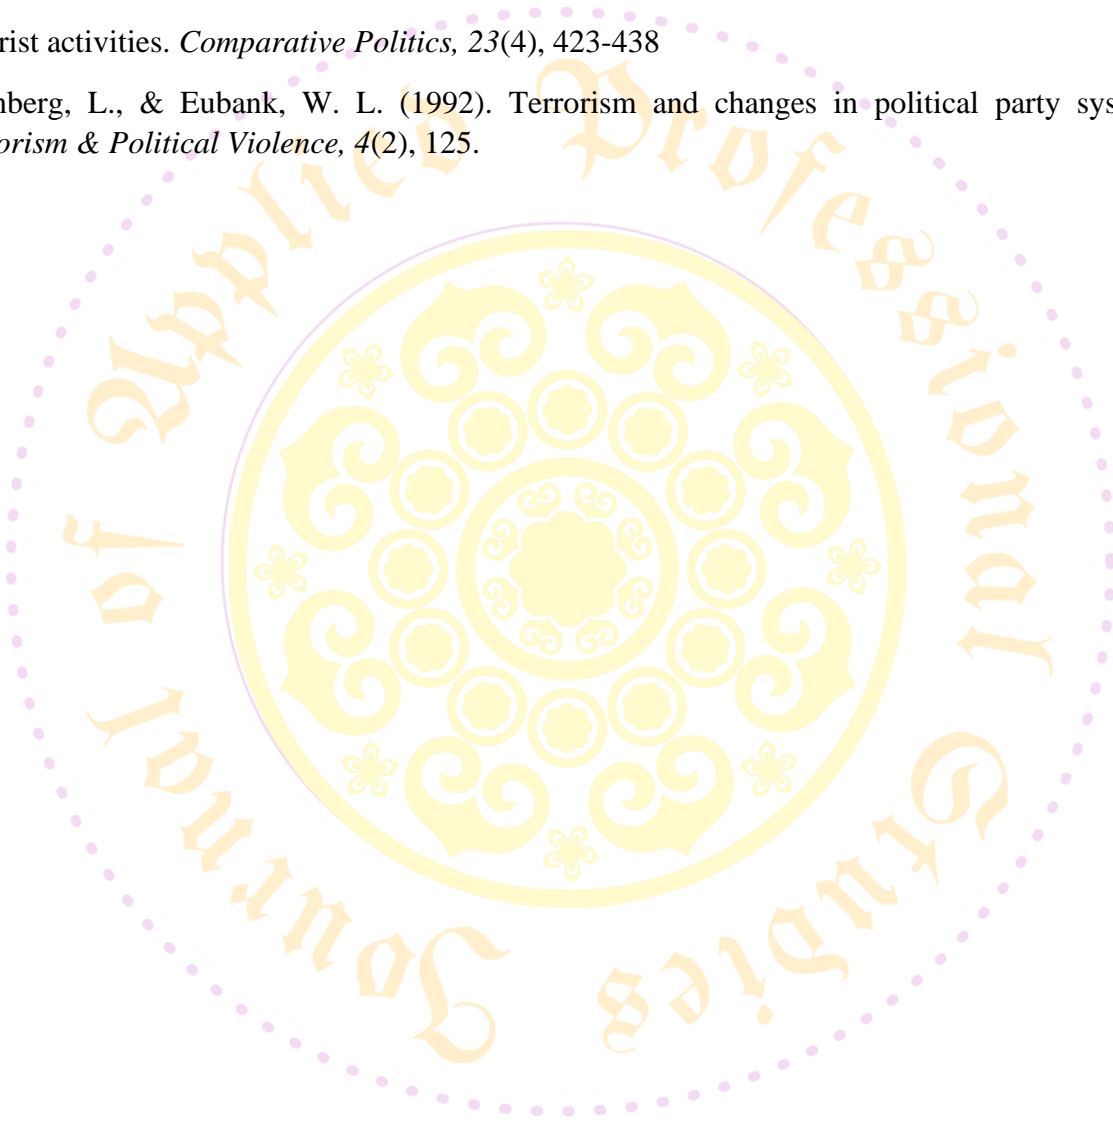 rist activities. Comparative Politics, 23(4), 423-438
nberg, L., & Eubank, W. L. (1992). Terrorism and changes in political party sys
orism & Political Violence, 4(2), 125.
Journal of Applied Professional Studies